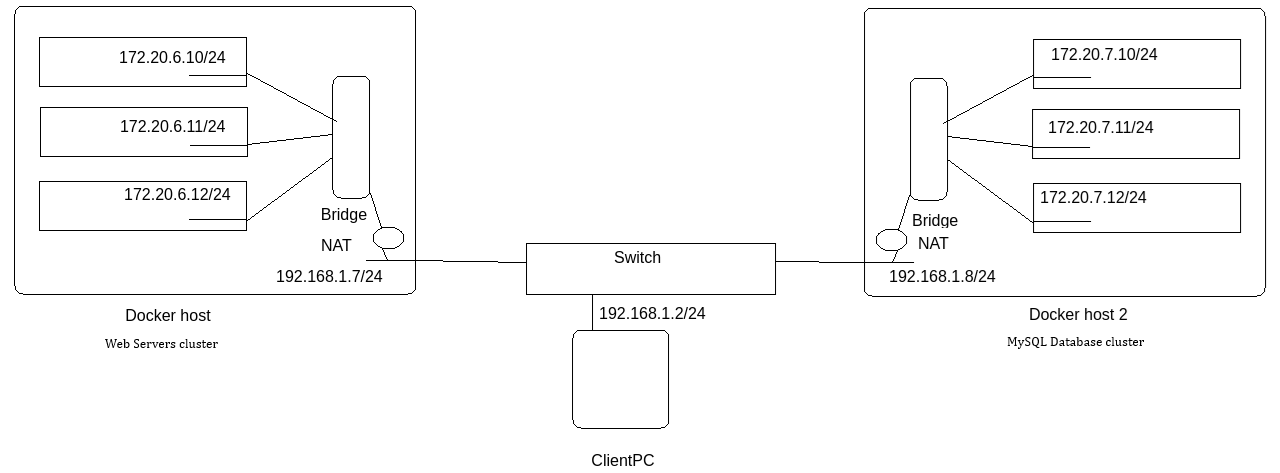 172.20.6.10/24
172.20.6.11/24
172.20.6.12/24
Bridge
NAT
192.168.1.7/24
Docker host
Web Servers cluster
Switch
192.168.1.2/24
ClientPC
172.20.7.10/24
172.20.7.11/24
172.20.7.12/24
Bridge
NAT
192.168.1.8/24
Docker host 2
MySQL Database cluster